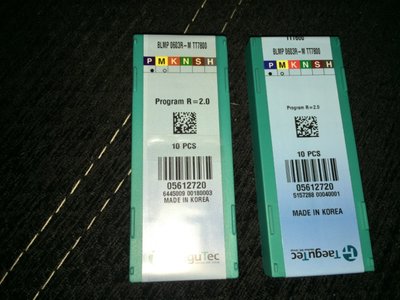 BLMP 0603R-M TT7800
P M K N S H
Program R=2.0
10 PCS
05612720
6445009 00180003
MADE IN KOREA
TaeguTec
TT7800
BLMP 0603R-M TT7800
P M K N S H
Program R=2.0
10 PCS
05612720
5157288 00040001
MADE IN KOREA
TaeguTec